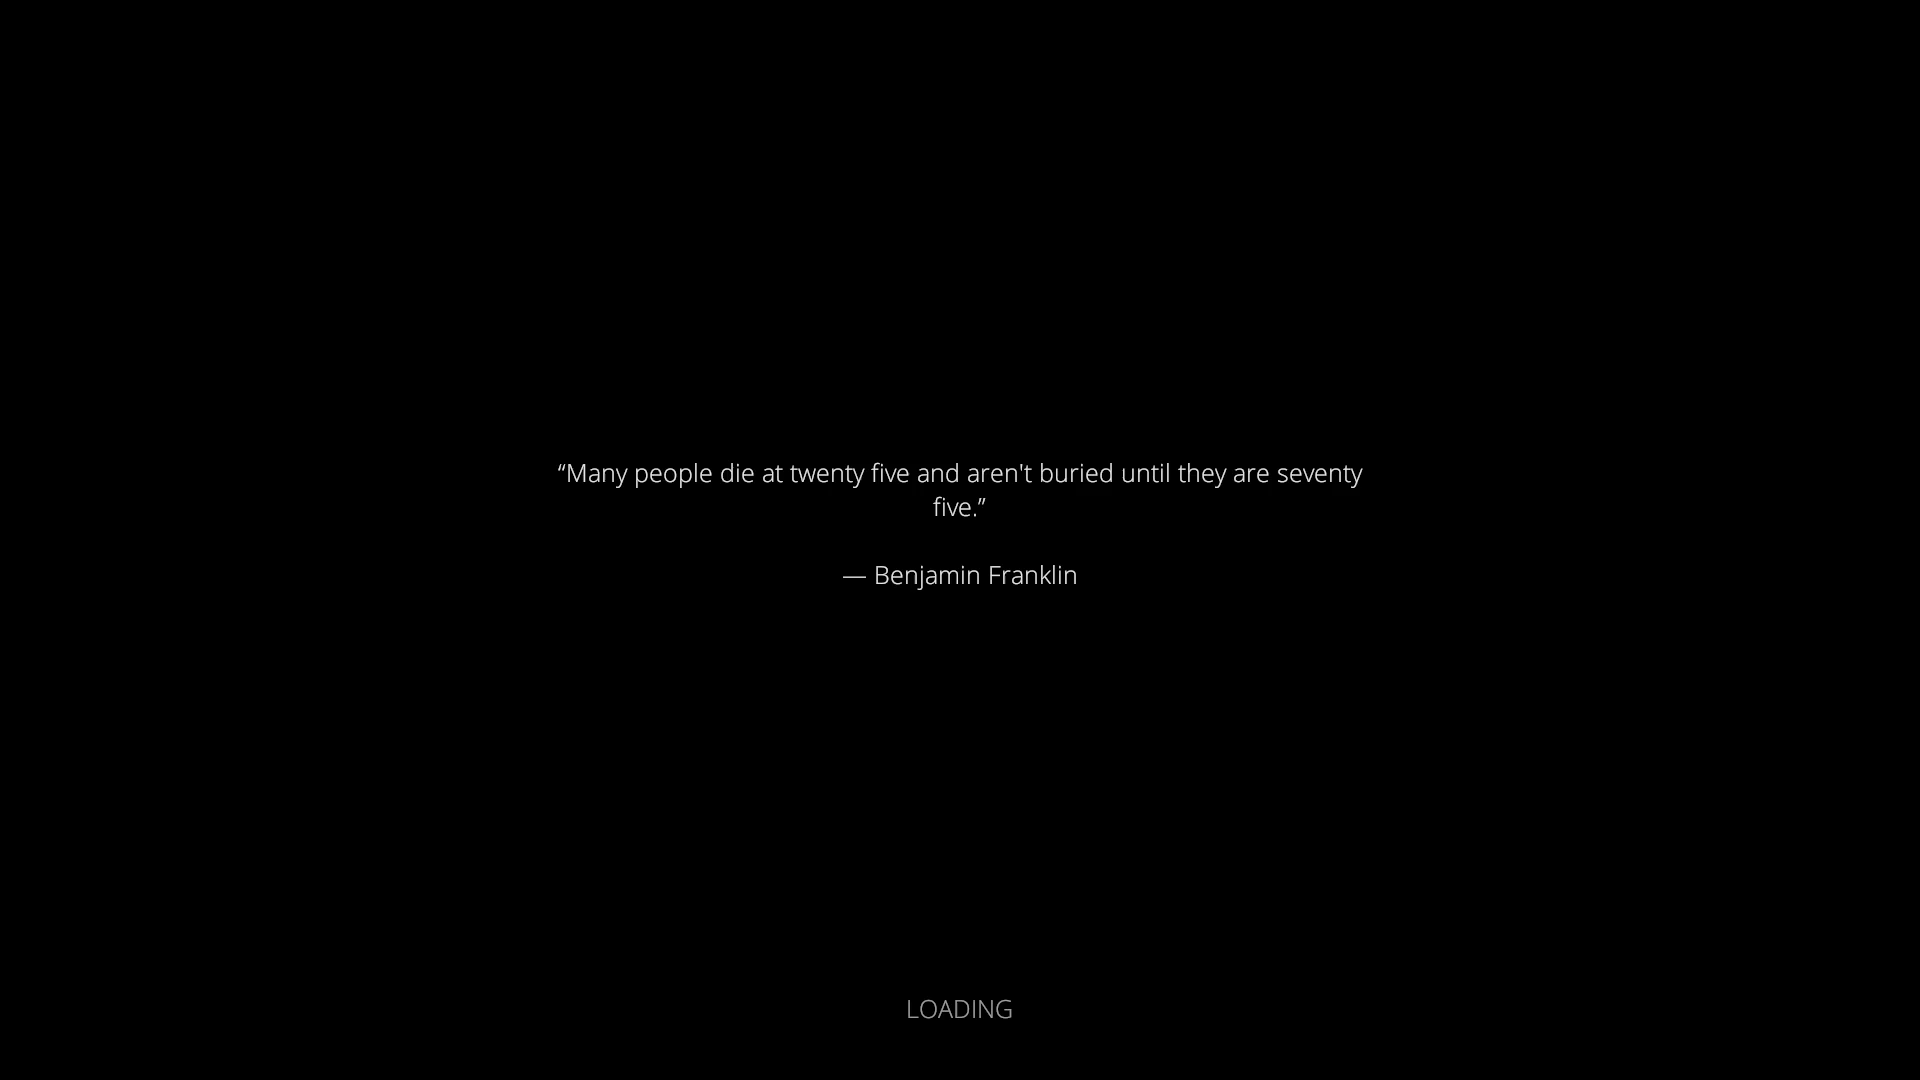 “Many people die at twenty five and aren't buried until they are seventy
five.”
— Benjamin Franklin
LOADING